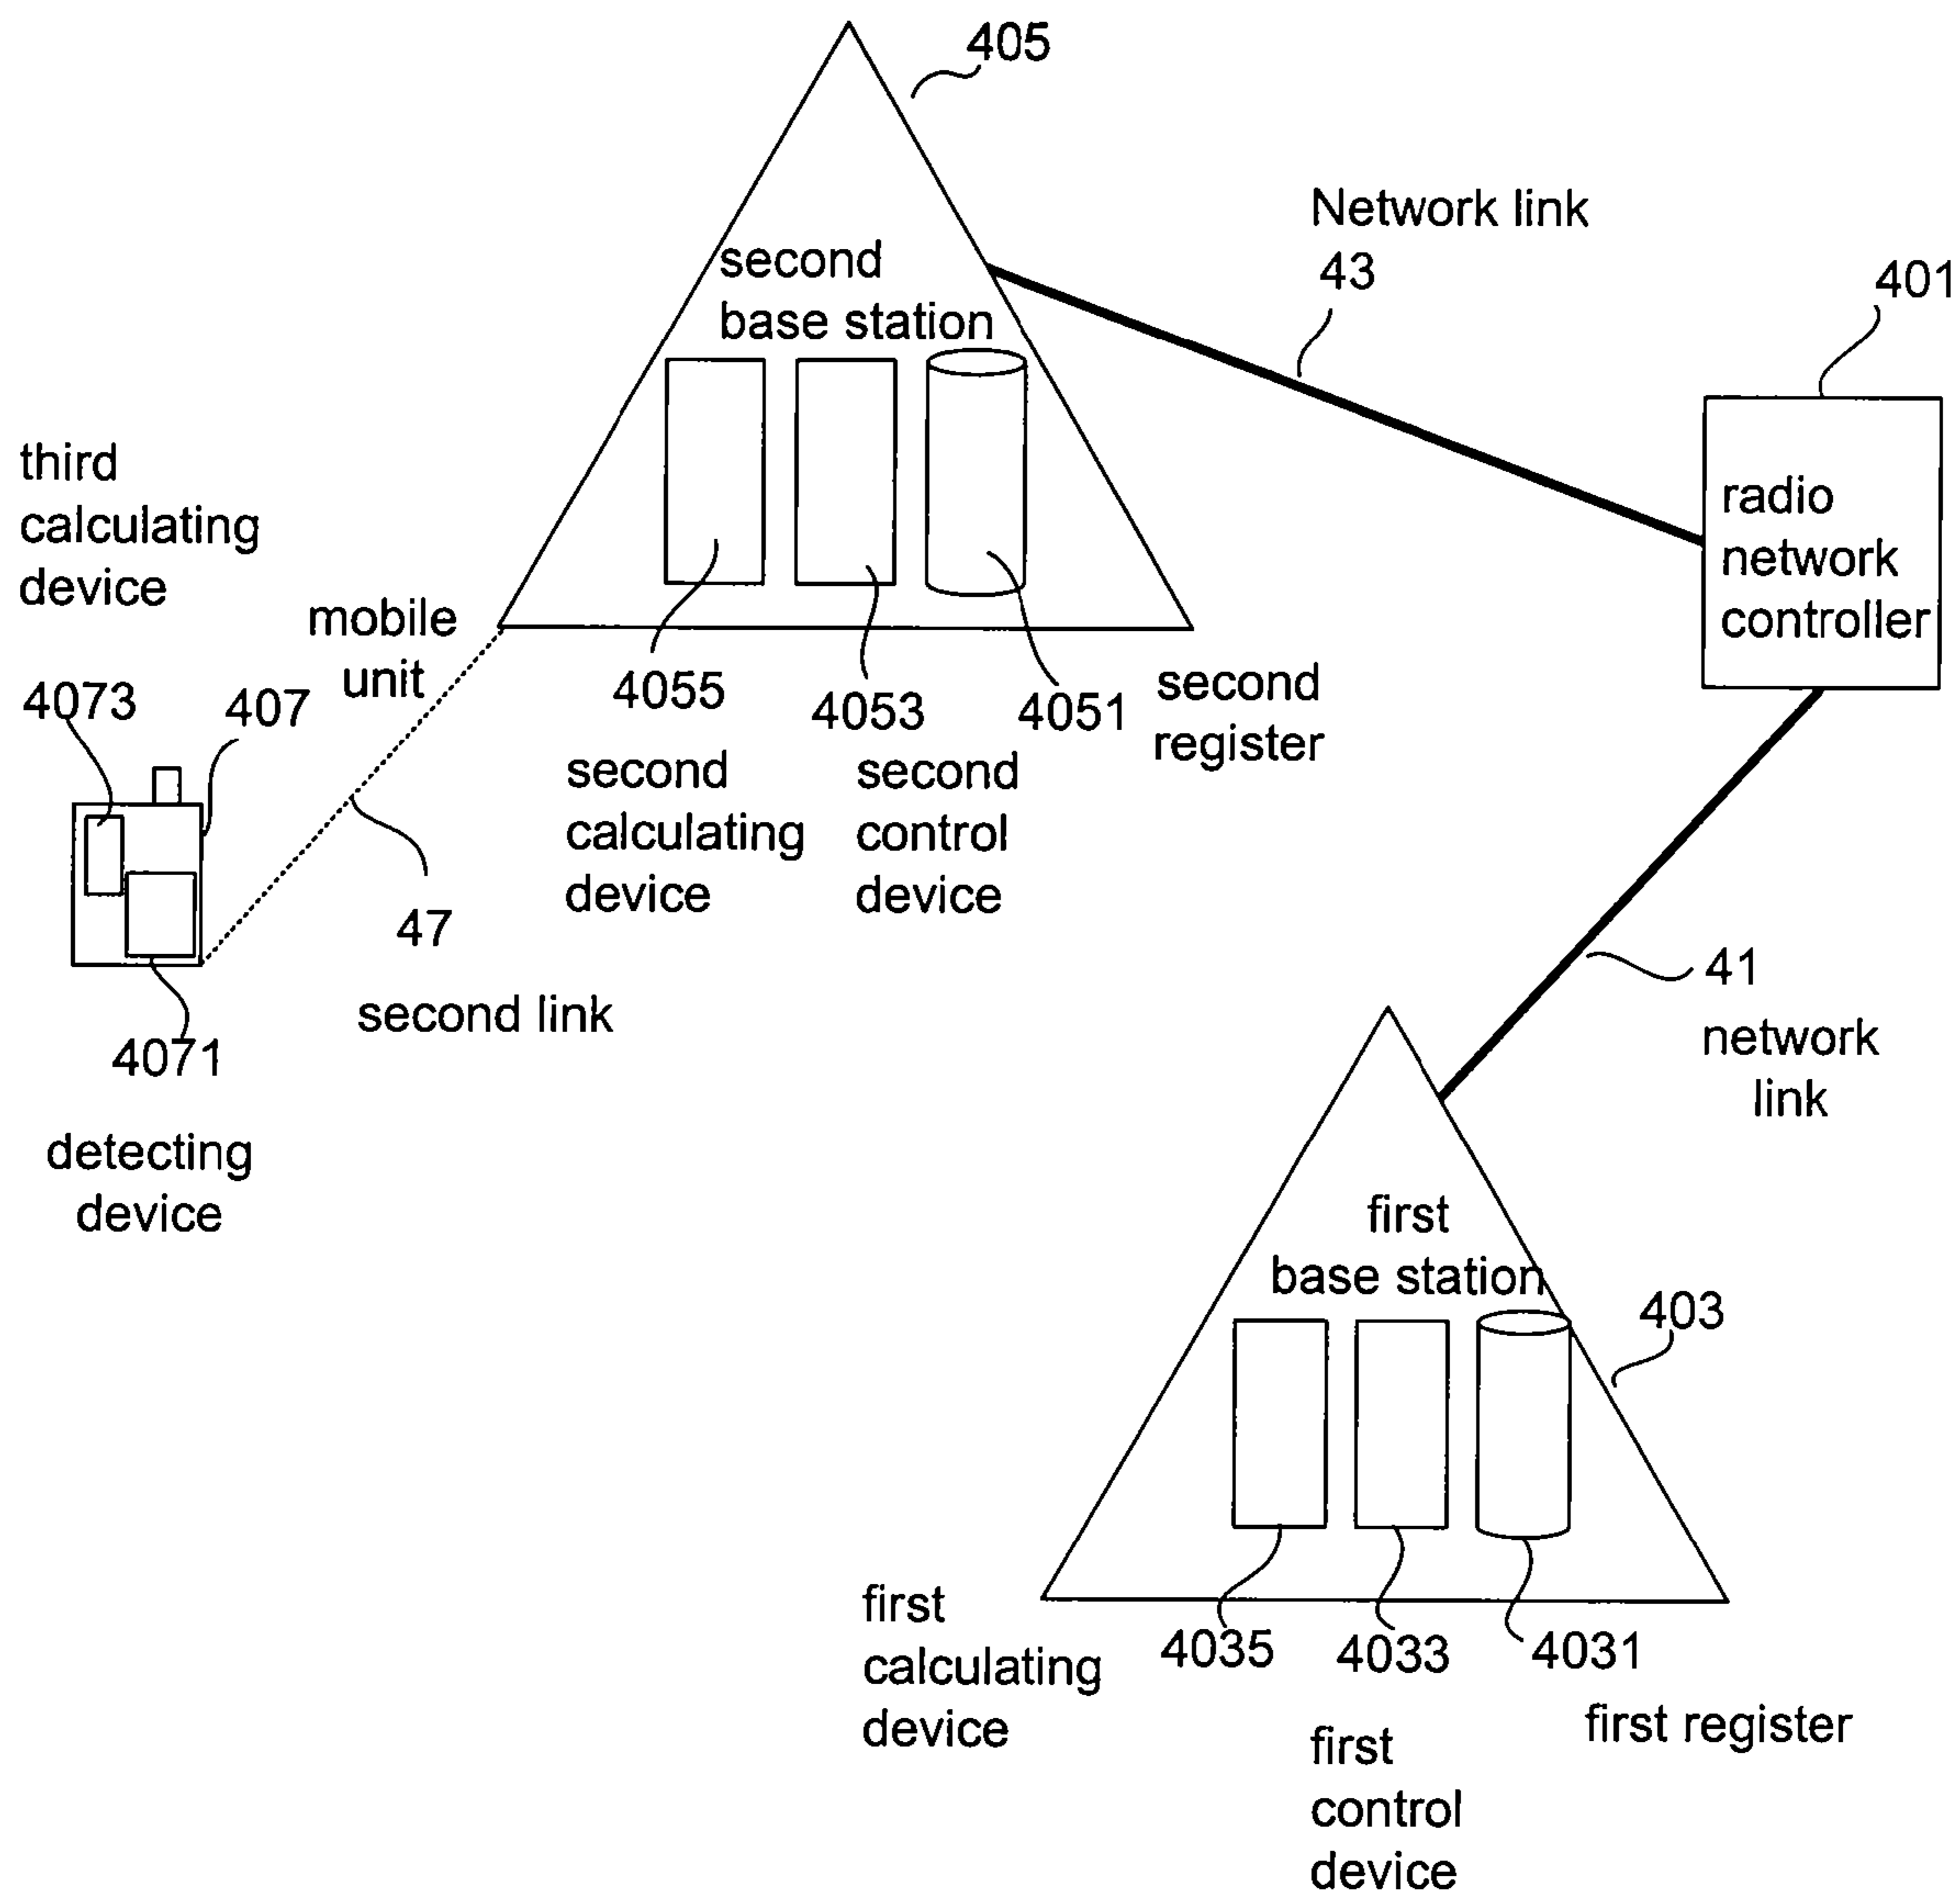 405
Network link
43
401
second
base station
radio
network
controller
third
calculating
device
mobile
unit
4073
407
4055
4053
4051
second
register
second
calculating
device
second
control
device
47
second link
4071
detecting
device
41
network
link
first
base station
403
first
calculating
device
4035
4033
4031
first register
first
control
device